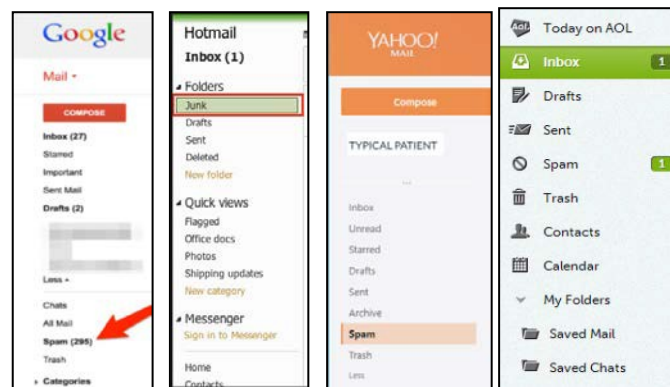 Google
Mail
COMPOSE
Inbox (27)
Starred
Important
Sent Mail
Drafts (2)
Less
Chats
All Mail
Spam (295)
Trash
Categories
Hotmail
Inbox (1)
Folders
Junk
Drafts
Sent
Deleted
New folder
Quick views
Flagged
Office docs
Photos
Shipping updates
New category
Messenger
Sign in to Messenger
Home
Contacts
YAHOO!
MAIL
Compose
TYPICAL PATIENT
Inbox
Unread
Starred
Drafts
Sent
Archive
Spam
Trash
Less
Aol.
Today on AOL
Inbox 1
Drafts
Sent
Spam 1
Trash
Contacts
Calendar
My Folders
Saved Mail
Saved Chats